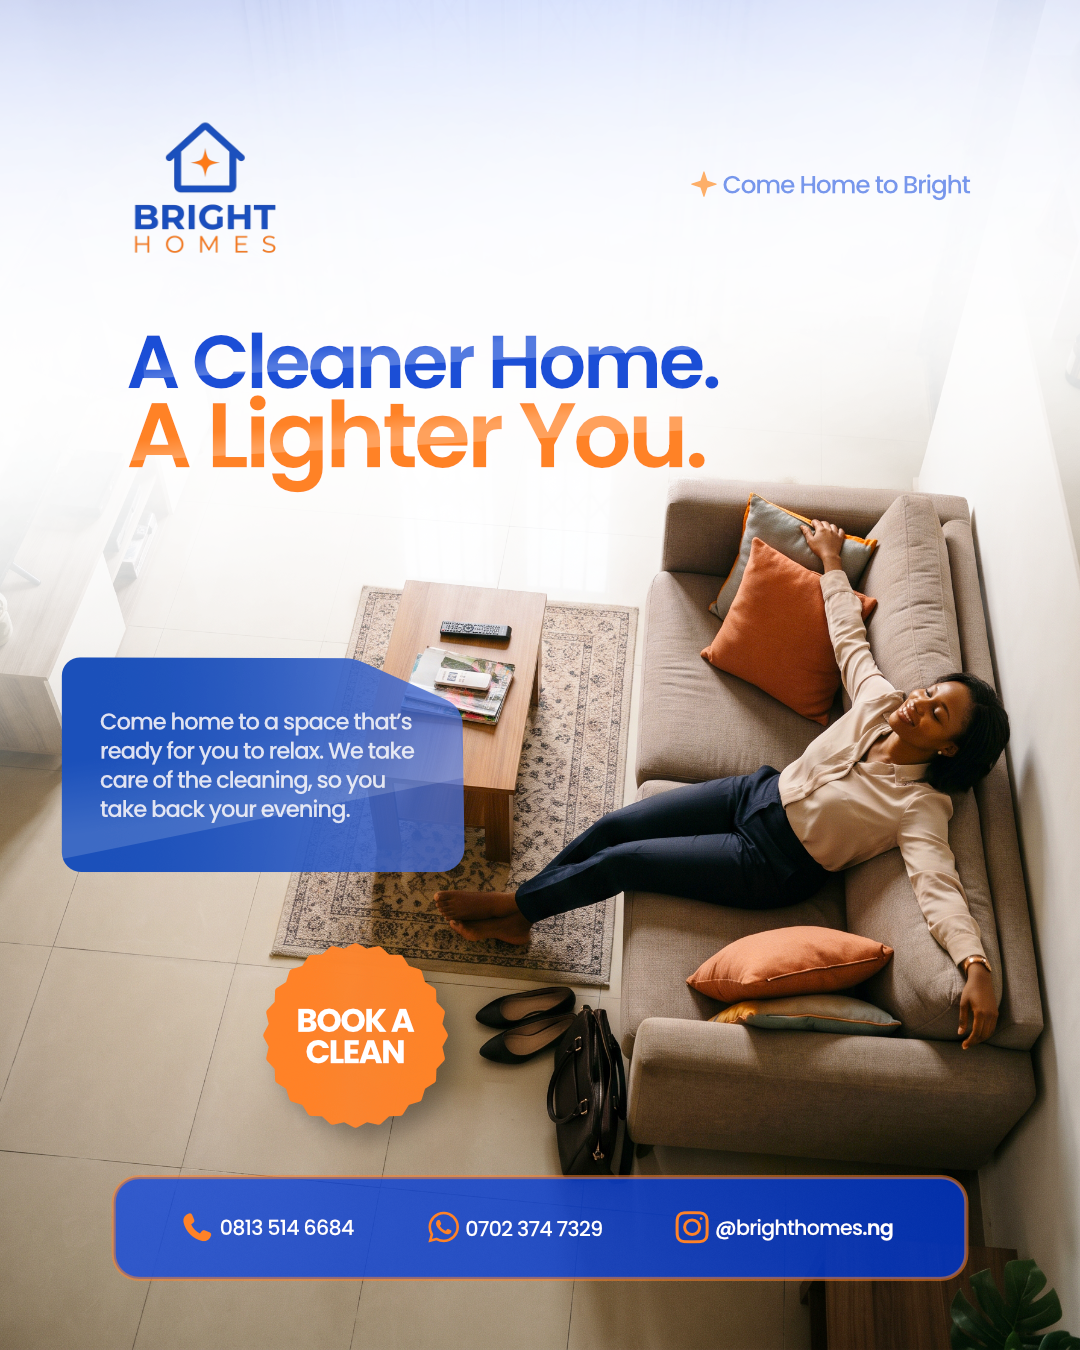 BRIGHT
HOMES
Come Home to Bright
A Cleaner Home.
A Lighter You.
Come home to a space that’s
ready for you to relax. We take
care of the cleaning, so you
take back your evening.
BOOK A
CLEAN
0813 514 6684
0702 374 7329
@brighthomes.ng